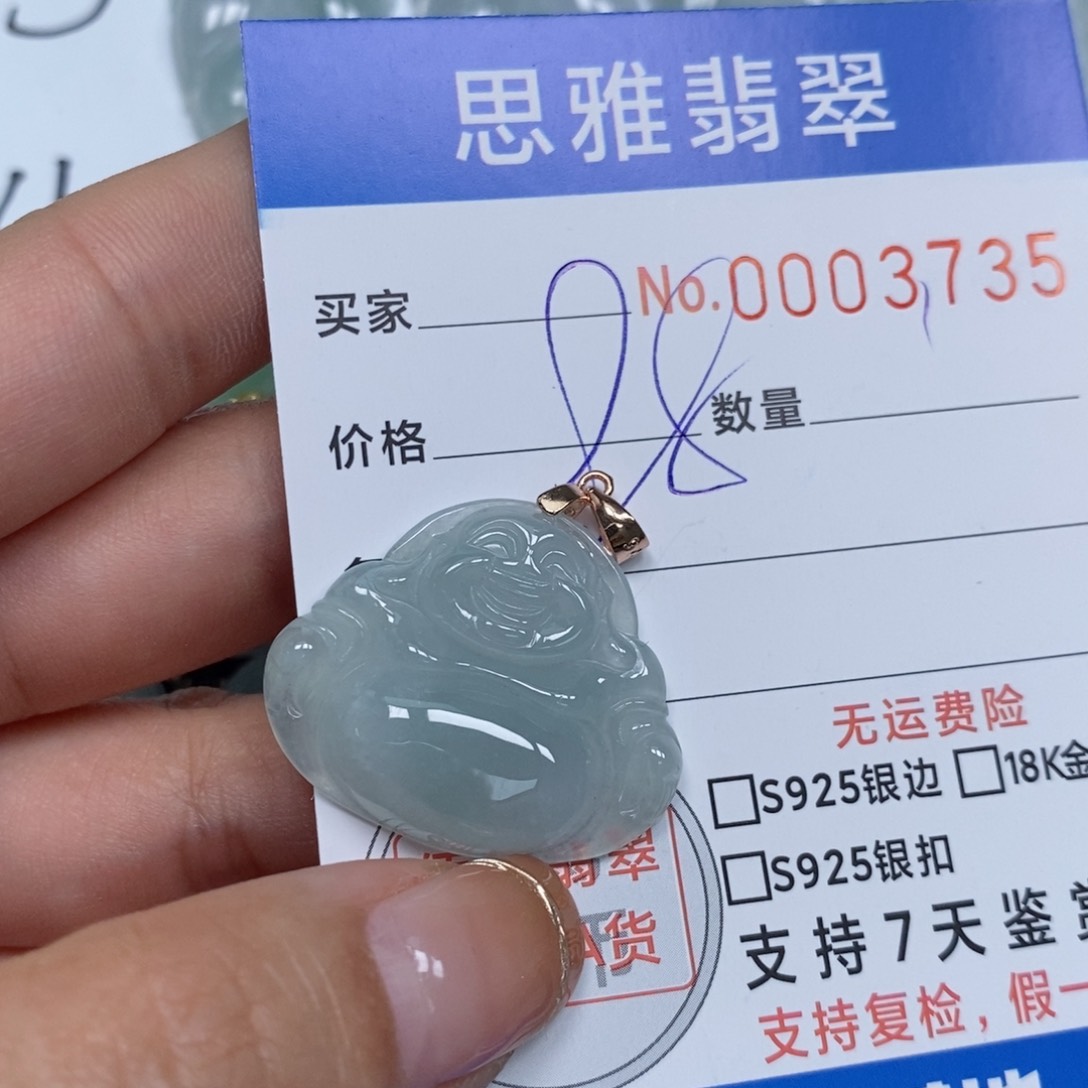 思雅翡翠
买家 No.0003735
价格 数量
无运费险
S925银边 18K金
S925银扣
翡翠
A货
支持7天鉴赏
支持复检，假一